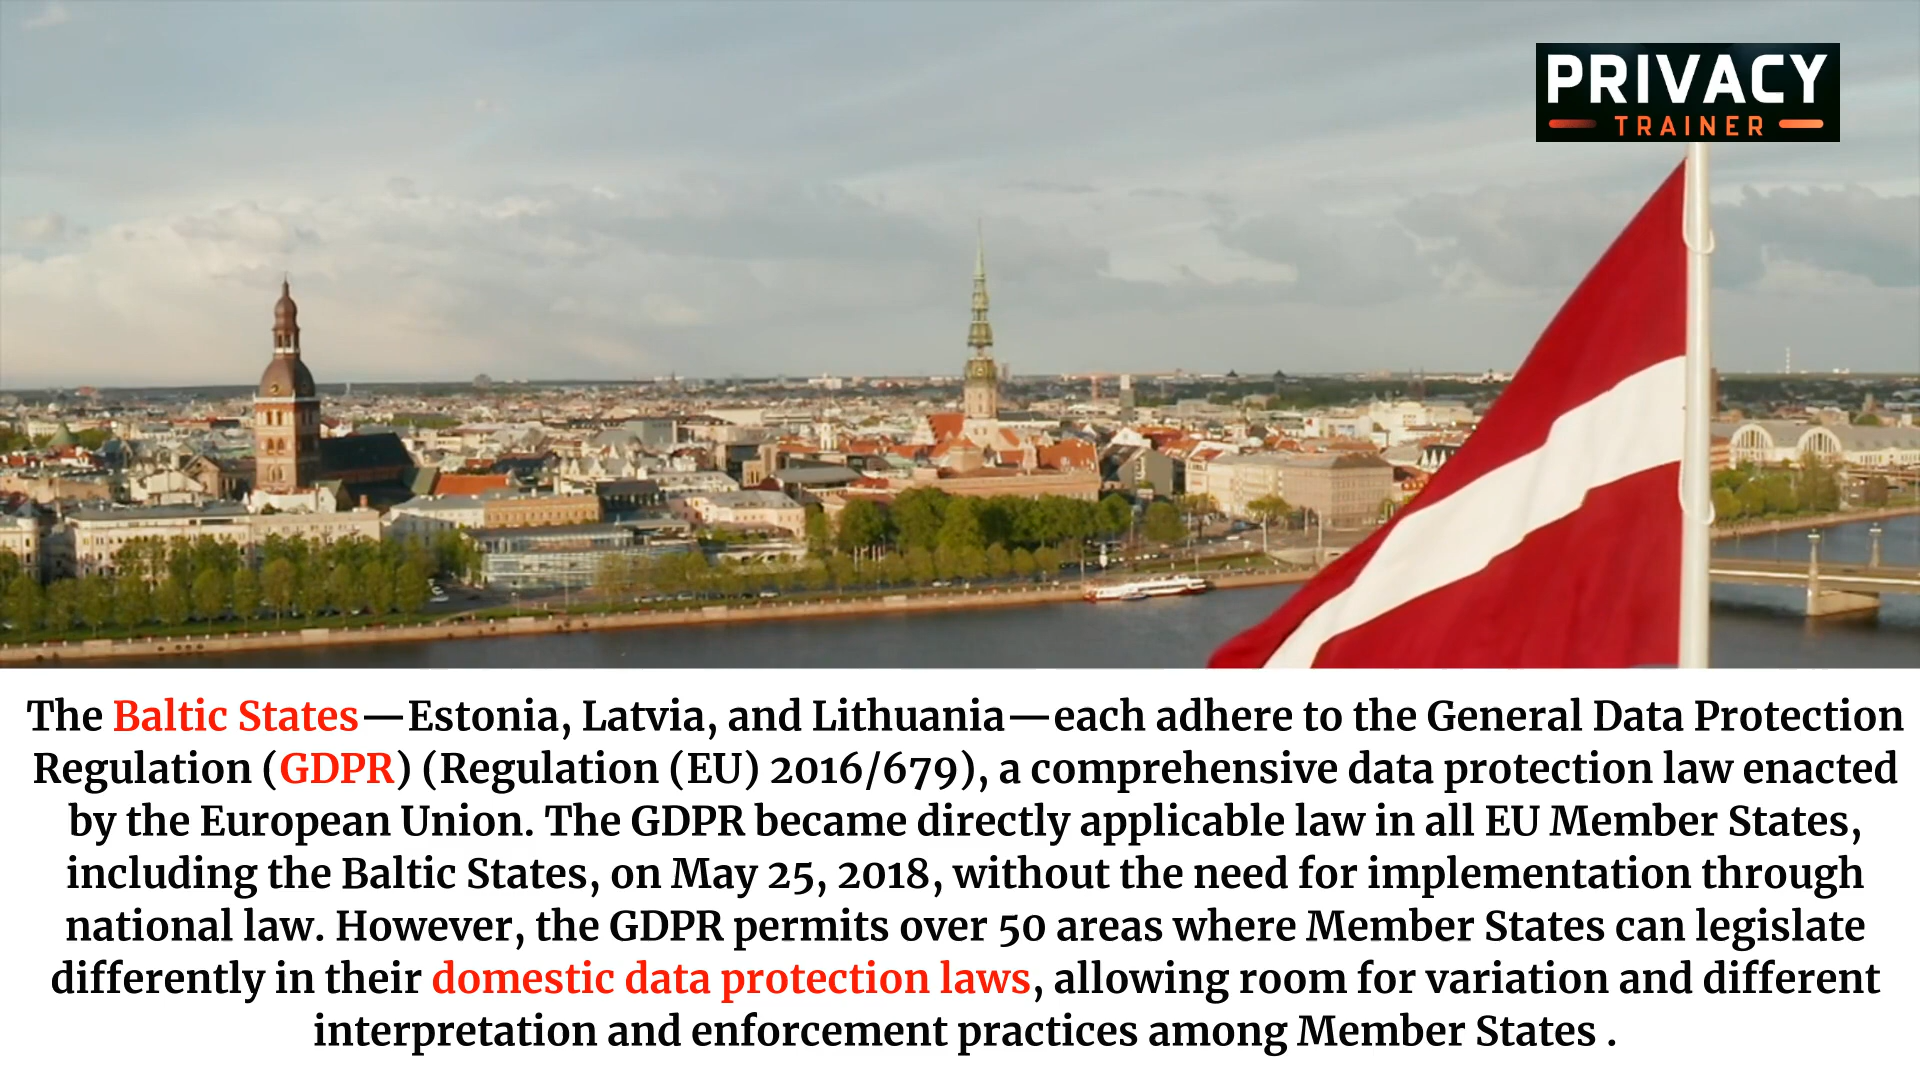 PRIVACY
TRAINER
The Baltic States—Estonia, Latvia, and Lithuania—each adhere to the General Data Protection
Regulation (GDPR) (Regulation (EU) 2016/679), a comprehensive data protection law enacted
by the European Union. The GDPR became directly applicable law in all EU Member States,
including the Baltic States, on May 25, 2018, without the need for implementation through
national law. However, the GDPR permits over 50 areas where Member States can legislate
differently in their domestic data protection laws, allowing room for variation and different
interpretation and enforcement practices among Member States .